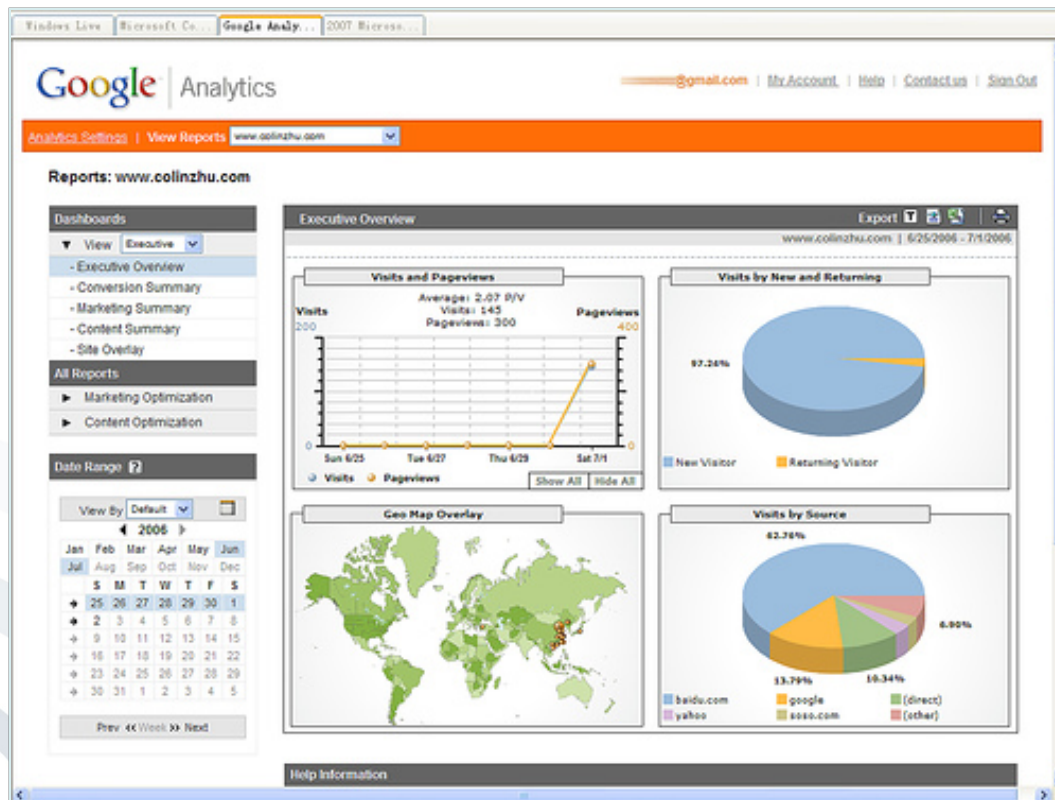 Windows Live
Microsoft Co...
Google Analy...
2007 Microso...
Google Analytics
@gmail.com | My Account | Help | Contact us | Sign Out
Analytics Settings | View Reports www.colinzhu.com
Reports: www.colinzhu.com
Dashboards
View Executive
- Executive Overview
- Conversion Summary
- Marketing Summary
- Content Summary
- Site Overlay
All Reports
Marketing Optimization
Content Optimization
Date Range ?
View By Default
2006
Jan Feb Mar Apr May Jun
Jul Aug Sep Oct Nov Dec
S M T W T F S
25 26 27 28 29 30 1
2 3 4 5 6 7 8
9 10 11 12 13 14 15
16 17 18 19 20 21 22
23 24 25 26 27 28 29
30 31 1 2 3 4 5
Prev Week Next
Executive Overview
Export T
www.colinzhu.com | 6/25/2006 - 7/1/2006
Visits and Pageviews
Average: 2.07 P/V
Visits: 145
Pageviews: 300
Visits
200
Pageviews
400
0
0
Sun 6/25 Tue 6/27 Thu 6/29 Sat 7/1
Visits Pageviews
Show All Hide All
Visits by New and Returning
97.24%
New Visitor Returning Visitor
Geo Map Overlay
Visits by Source
62.76%
6.90%
13.79% 10.34%
baidu.com google (direct)
yahoo soso.com (other)
Help Information